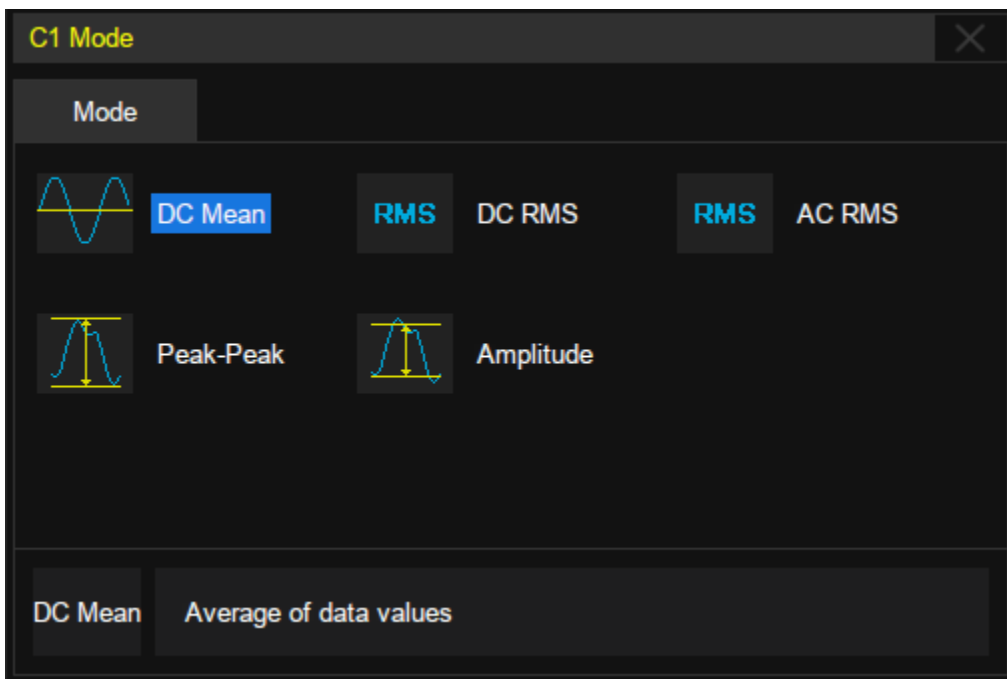 C1 Mode
Mode
DC Mean
RMS
DC RMS
RMS
AC RMS
Peak-Peak
Amplitude
DC Mean
Average of data values